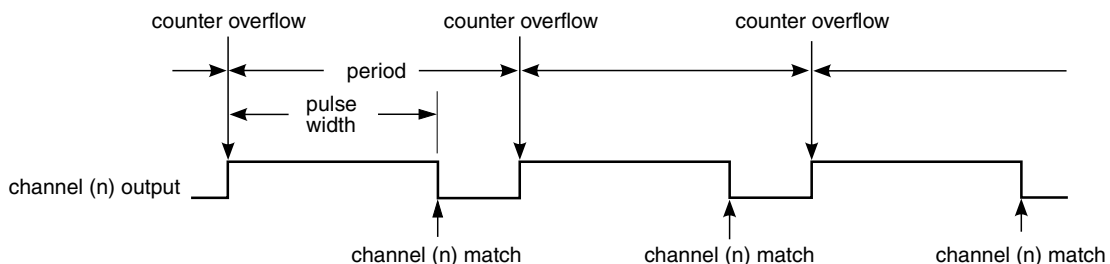 counter overflow counter overflow counter overflow
period
pulse
width
channel (n) output
channel (n) match channel (n) match channel (n) match